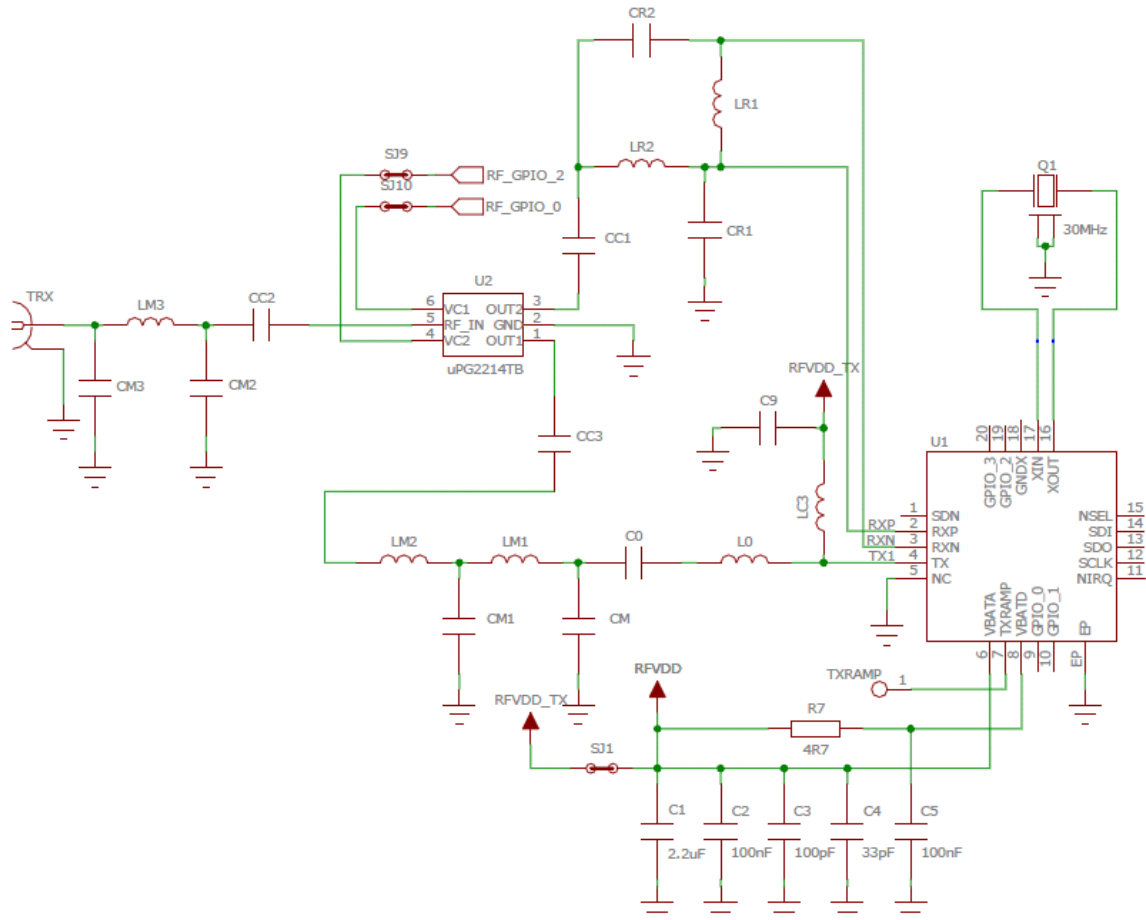 CR2
LR1
LR2
SJ9
RF_GPIO_2
SJ10
RF_GPIO_0
Q1
30MHz
CC1
CR1
U2
TRX
LM3
CC2
6 VC1 OUT2 3
5 RF_IN GND 2
4 VC2 OUT1 1
uPG2214TB
CM3
CM2
RFVDD_TX
C9
CC3
LC3
U1
20 19 18 17 16
GPIO_3 GPIO_2 GNDX XIN XOUT
1 SDN NSEL 15
RXP 2 RXP SDI 14
RXN 3 RXN SDO 13
TX1 4 TX SCLK 12
5 NC NIRQ 11
VBATA TXRAMP VBATD GPIO_0 GPIO_1 EP
6 7 8 9 10 EP
LM2
LM1
C0
L0
CM1
CM
TXRAMP 1
RFVDD
RFVDD_TX
R7
4R7
SJ1
C1
2.2uF
C2
100nF
C3
100pF
C4
33pF
C5
100nF